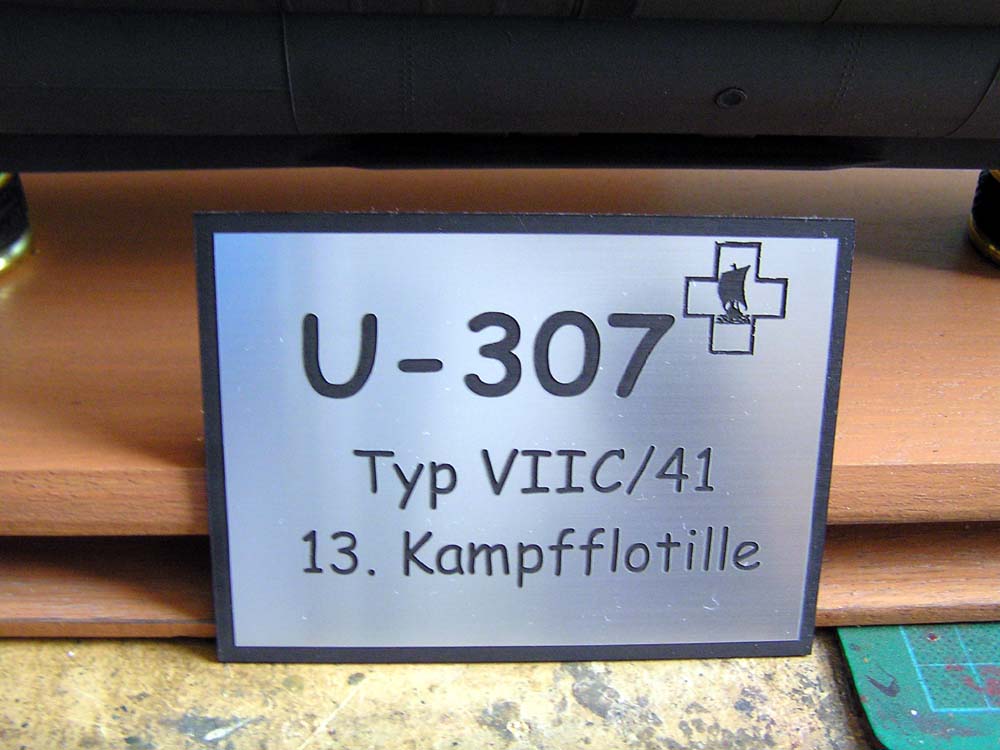 U-307
Typ VIIC/41
13. Kampfflotille